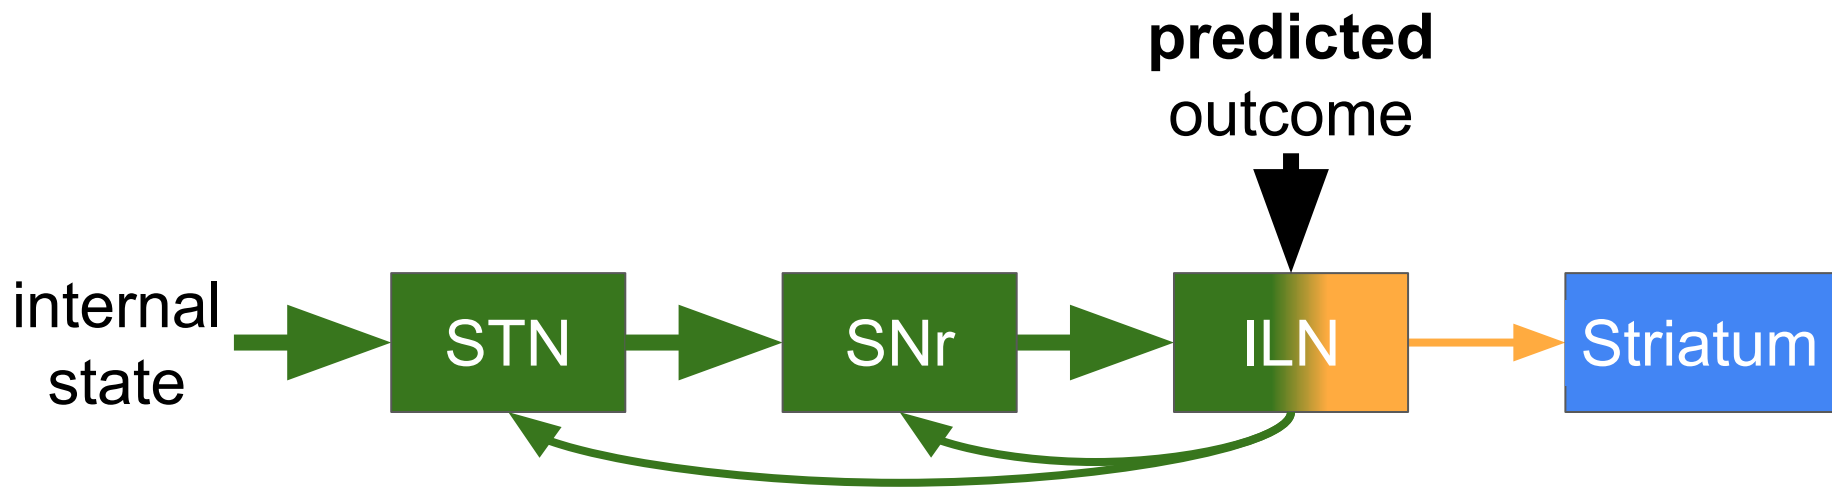 predicted
outcome
internal
state
STN
SNr
ILN
Striatum